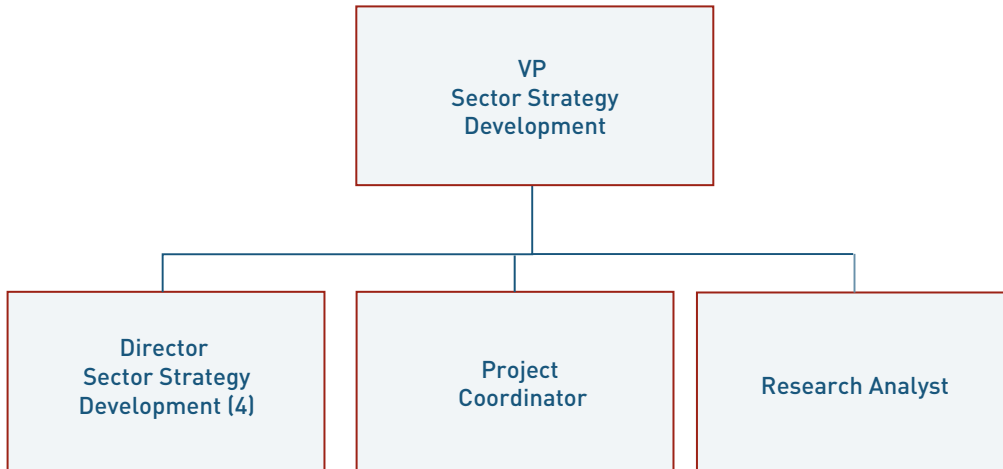 VP
Sector Strategy
Development
Director
Sector Strategy
Development (4)
Project
Coordinator
Research Analyst